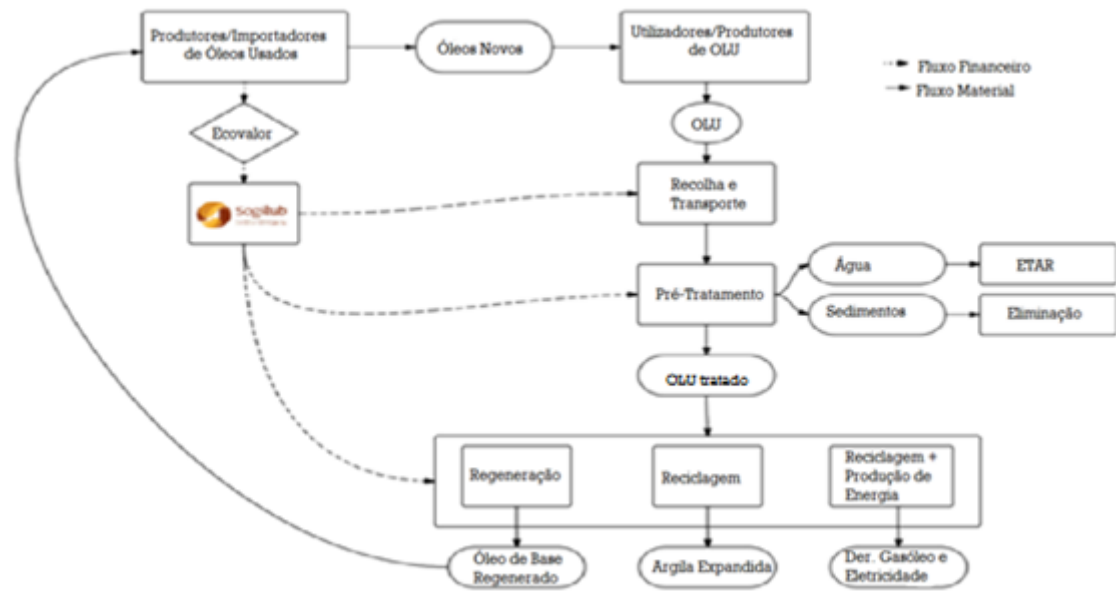 Produtores/Importadores
de Óleos Usados
Óleos Novos
Utilizadores/Produtores
de OLU
Fluxo Financeiro
Fluxo Material
Ecovalor
OLU
sogilub
Recolha e
Transporte
Pré-Tratamento
Água
ETAR
Sedimentos
Eliminação
OLU tratado
Regeneração
Reciclagem
Reciclagem +
Produção de
Energia
Óleo de Base
Regenerado
Argila Expandida
Der. Gasóleo e
Eletricidade